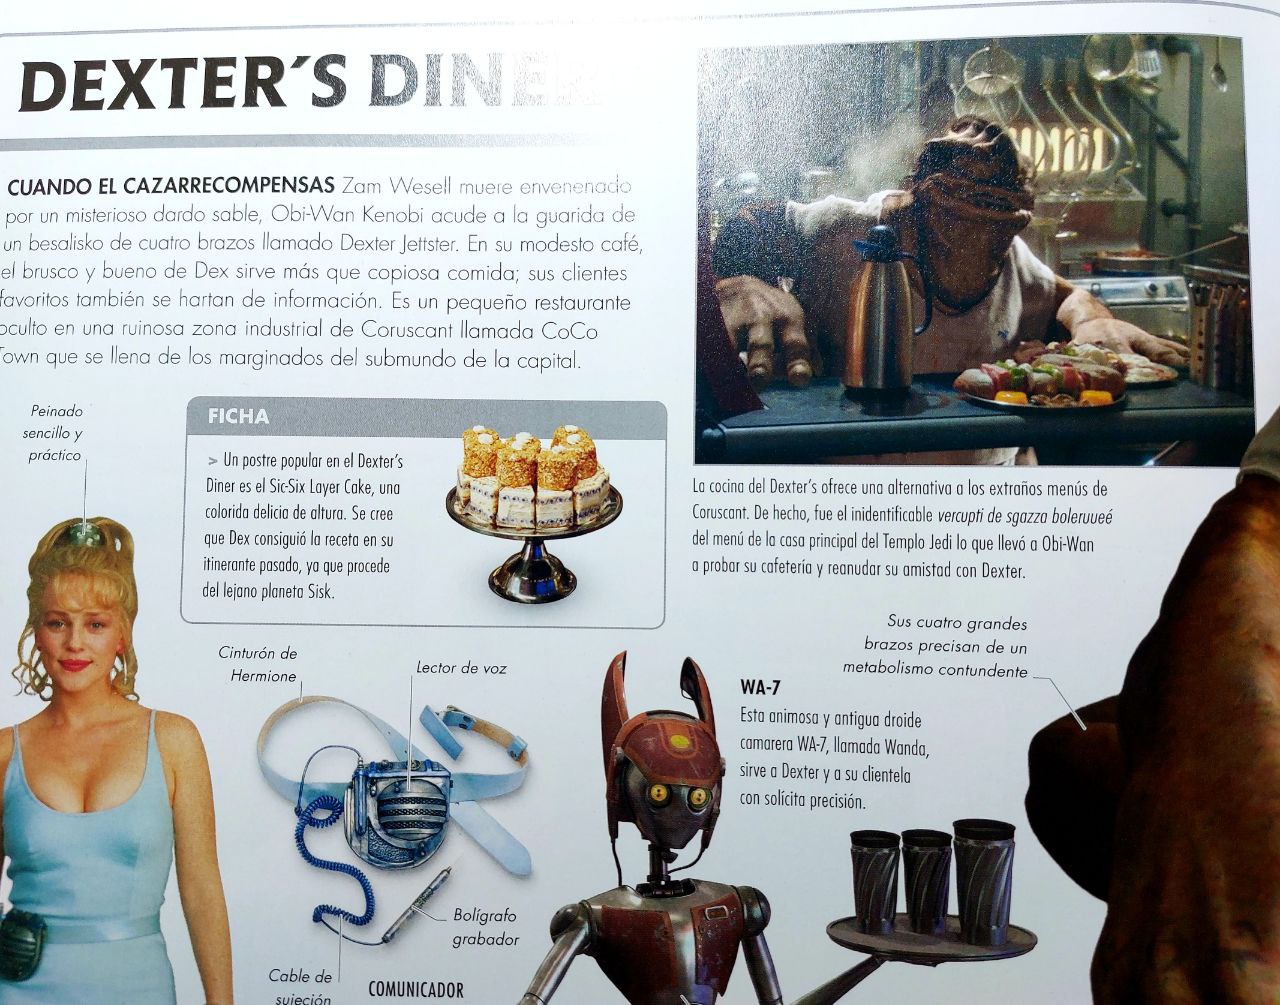 DEXTER´S DINER
CUANDO EL CAZARRECOMPENSAS Zam Wesell muere envenenado
por un misterioso dardo sable, Obi-Wan Kenobi acude a la guarida de
un besalisko de cuatro brazos llamado Dexter Jettster. En su modesto café,
el brusco y bueno de Dex sirve más que copiosa comida; sus clientes
favoritos también se hartan de información. Es un pequeño restaurante
oculto en una ruinosa zona industrial de Coruscant llamada CoCo
Town que se llena de los marginados del submundo de la capital.
Peinado
sencillo y
práctico
FICHA
> Un postre popular en el Dexter's
Diner es el Sic-Six Layer Cake, una
colorida delicia de altura. Se cree
que Dex consiguió la receta en su
itinerante pasado, ya que procede
del lejano planeta Sisk.
La cocina del Dexter's ofrece una alternativa a los extraños menús de
Coruscant. De hecho, fue el inidentificable vercupti de sgazza boleruueé
del menú de la casa principal del Templo Jedi lo que llevó a Obi-Wan
a probar su cafetería y reanudar su amistad con Dexter.
Sus cuatro grandes
brazos precisan de un
metabolismo contundente
Cinturón de
Hermione
Lector de voz
WA-7
Esta animosa y antigua droide
camarera WA-7, llamada Wanda,
sirve a Dexter y a su clientela
con solícita precisión.
Bolígrafo
grabador
Cable de
sujeción
COMUNICADOR